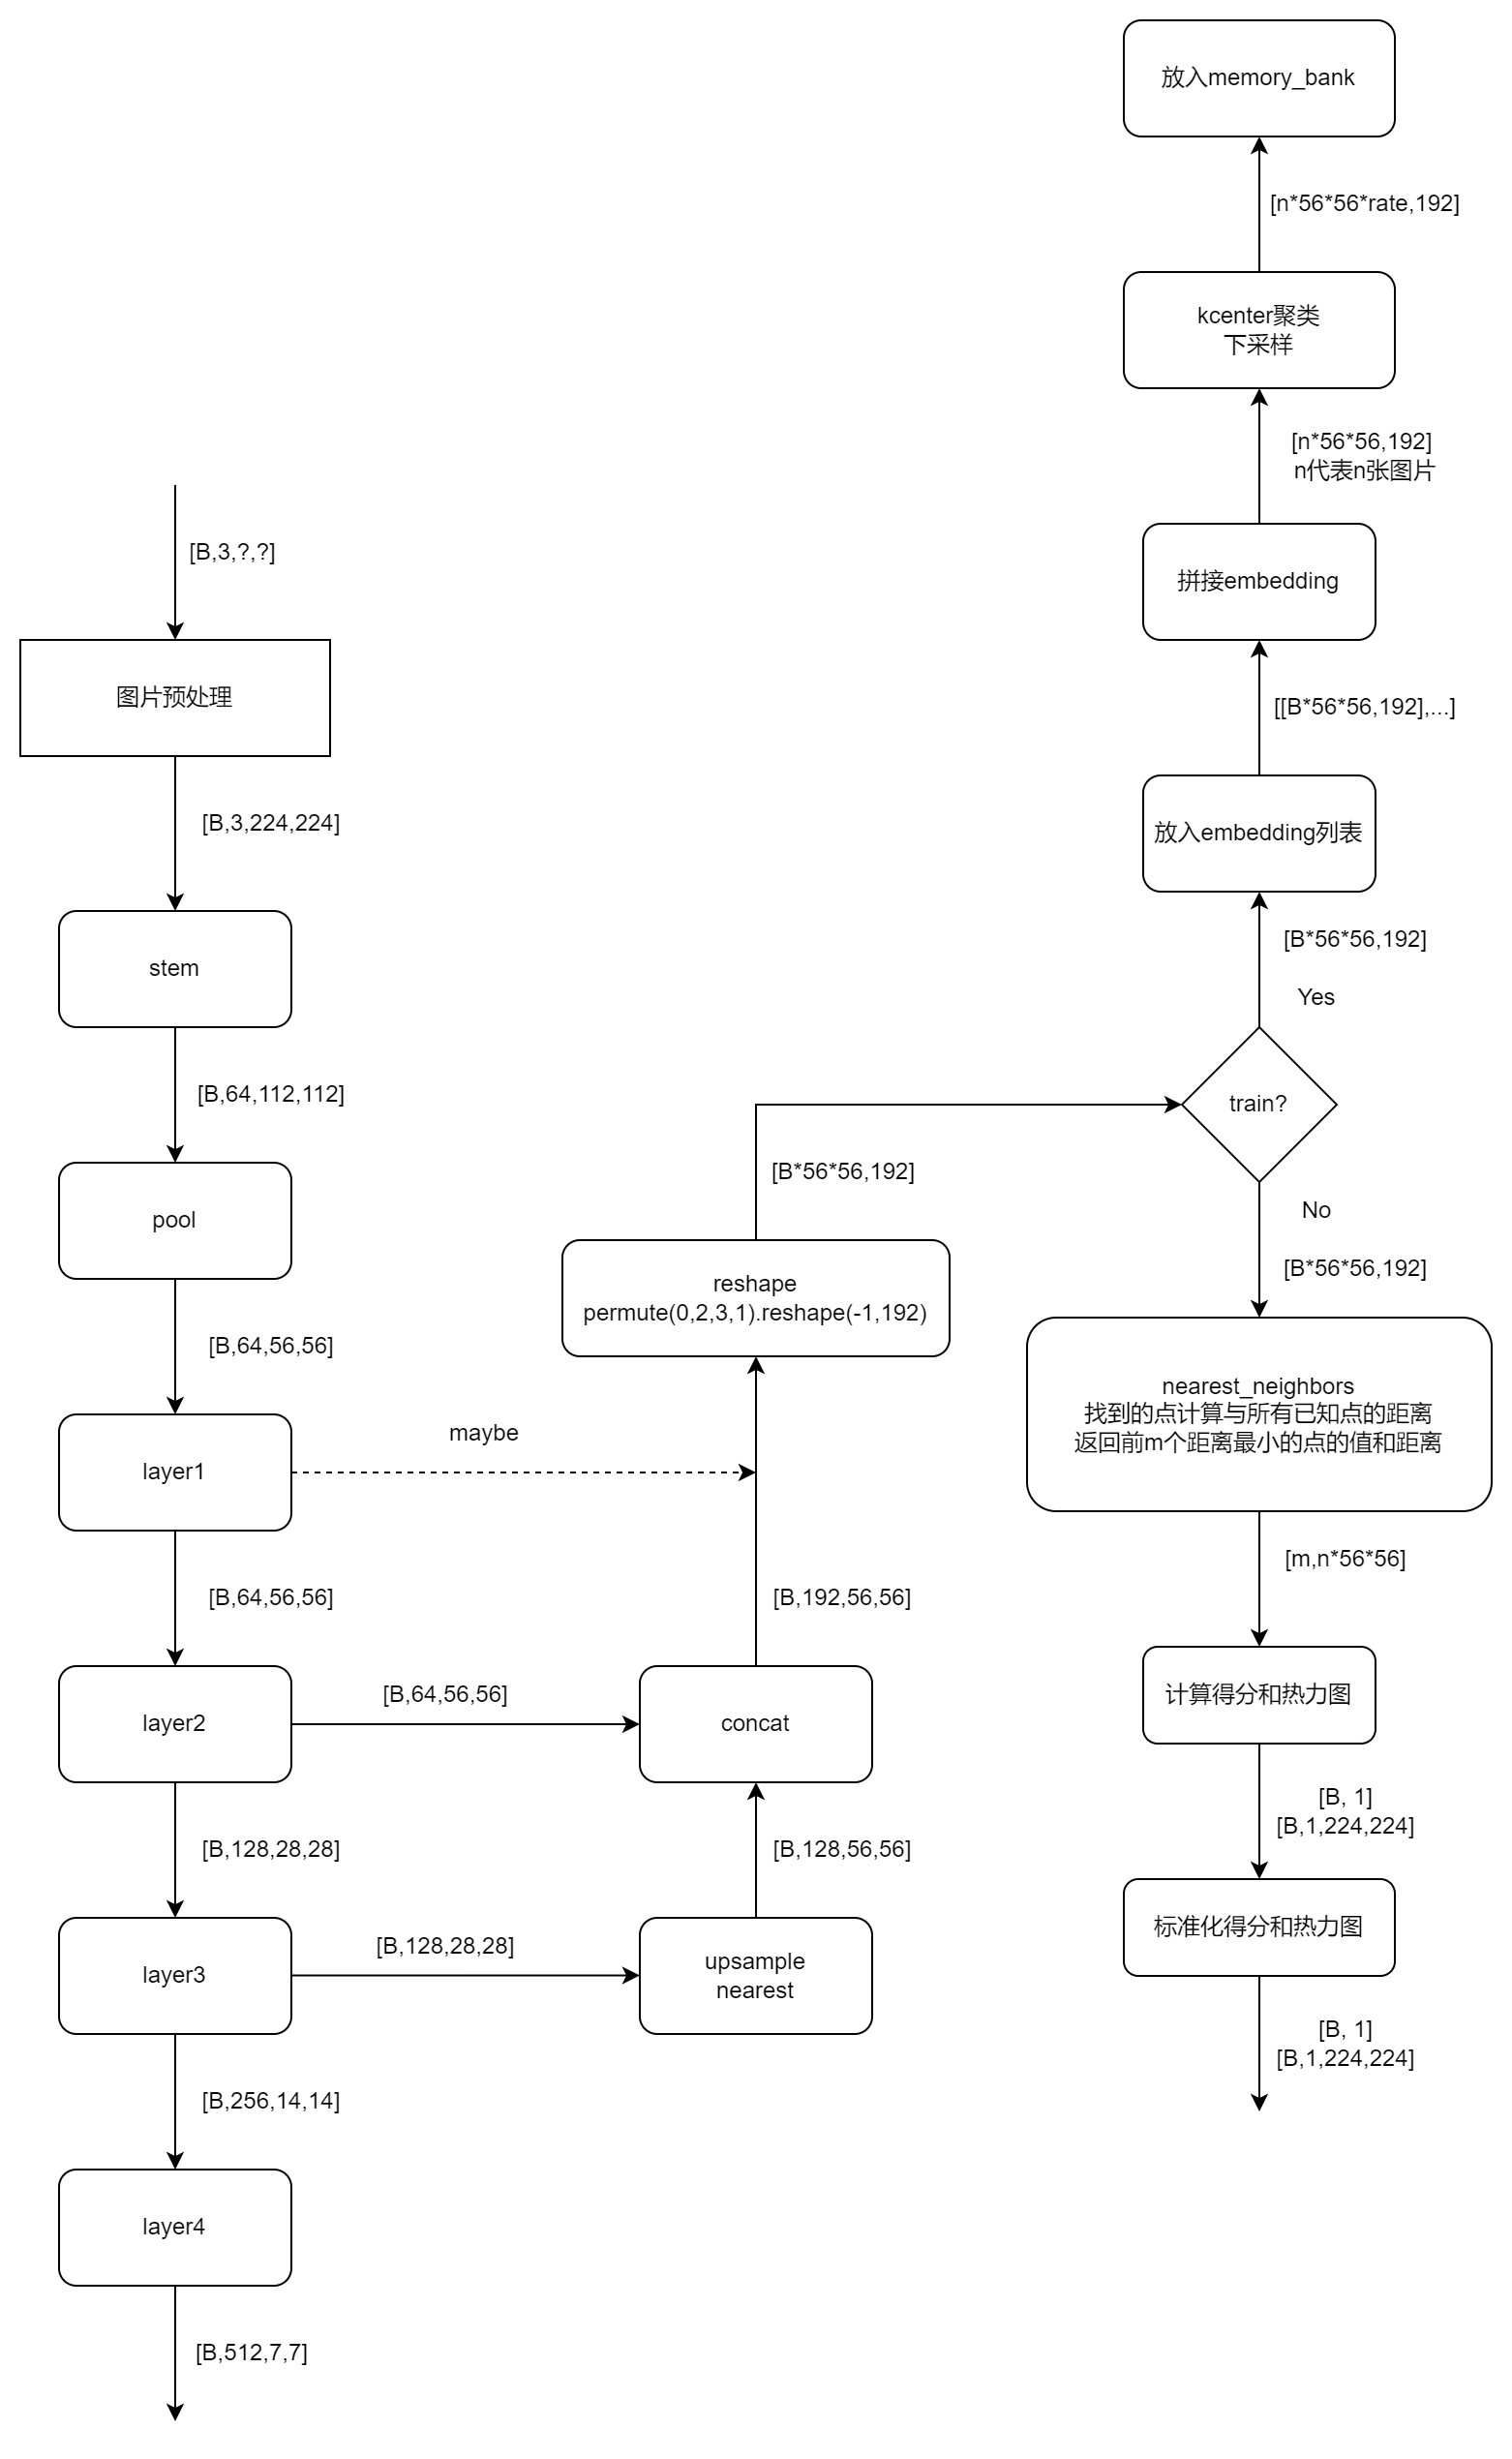 [B,3,?,?]
图片预处理
[B,3,224,224]
stem
[B,64,112,112]
pool
[B,64,56,56]
layer1
maybe
[B,64,56,56]
layer2
[B,64,56,56]
[B,128,28,28]
layer3
[B,128,28,28]
[B,256,14,14]
layer4
[B,512,7,7]
upsample
nearest
[B,128,56,56]
concat
[B,192,56,56]
reshape
permute(0,2,3,1).reshape(-1,192)
[B*56*56,192]
train?
Yes
[B*56*56,192]
放入embedding列表
[[B*56*56,192],...]
拼接embedding
[n*56*56,192]
n代表n张图片
kcenter聚类
下采样
[n*56*56*rate,192]
放入memory_bank
No
[B*56*56,192]
nearest_neighbors
找到的点计算与所有已知点的距离
返回前m个距离最小的点的值和距离
[m,n*56*56]
计算得分和热力图
[B, 1]
[B,1,224,224]
标准化得分和热力图
[B, 1]
[B,1,224,224]